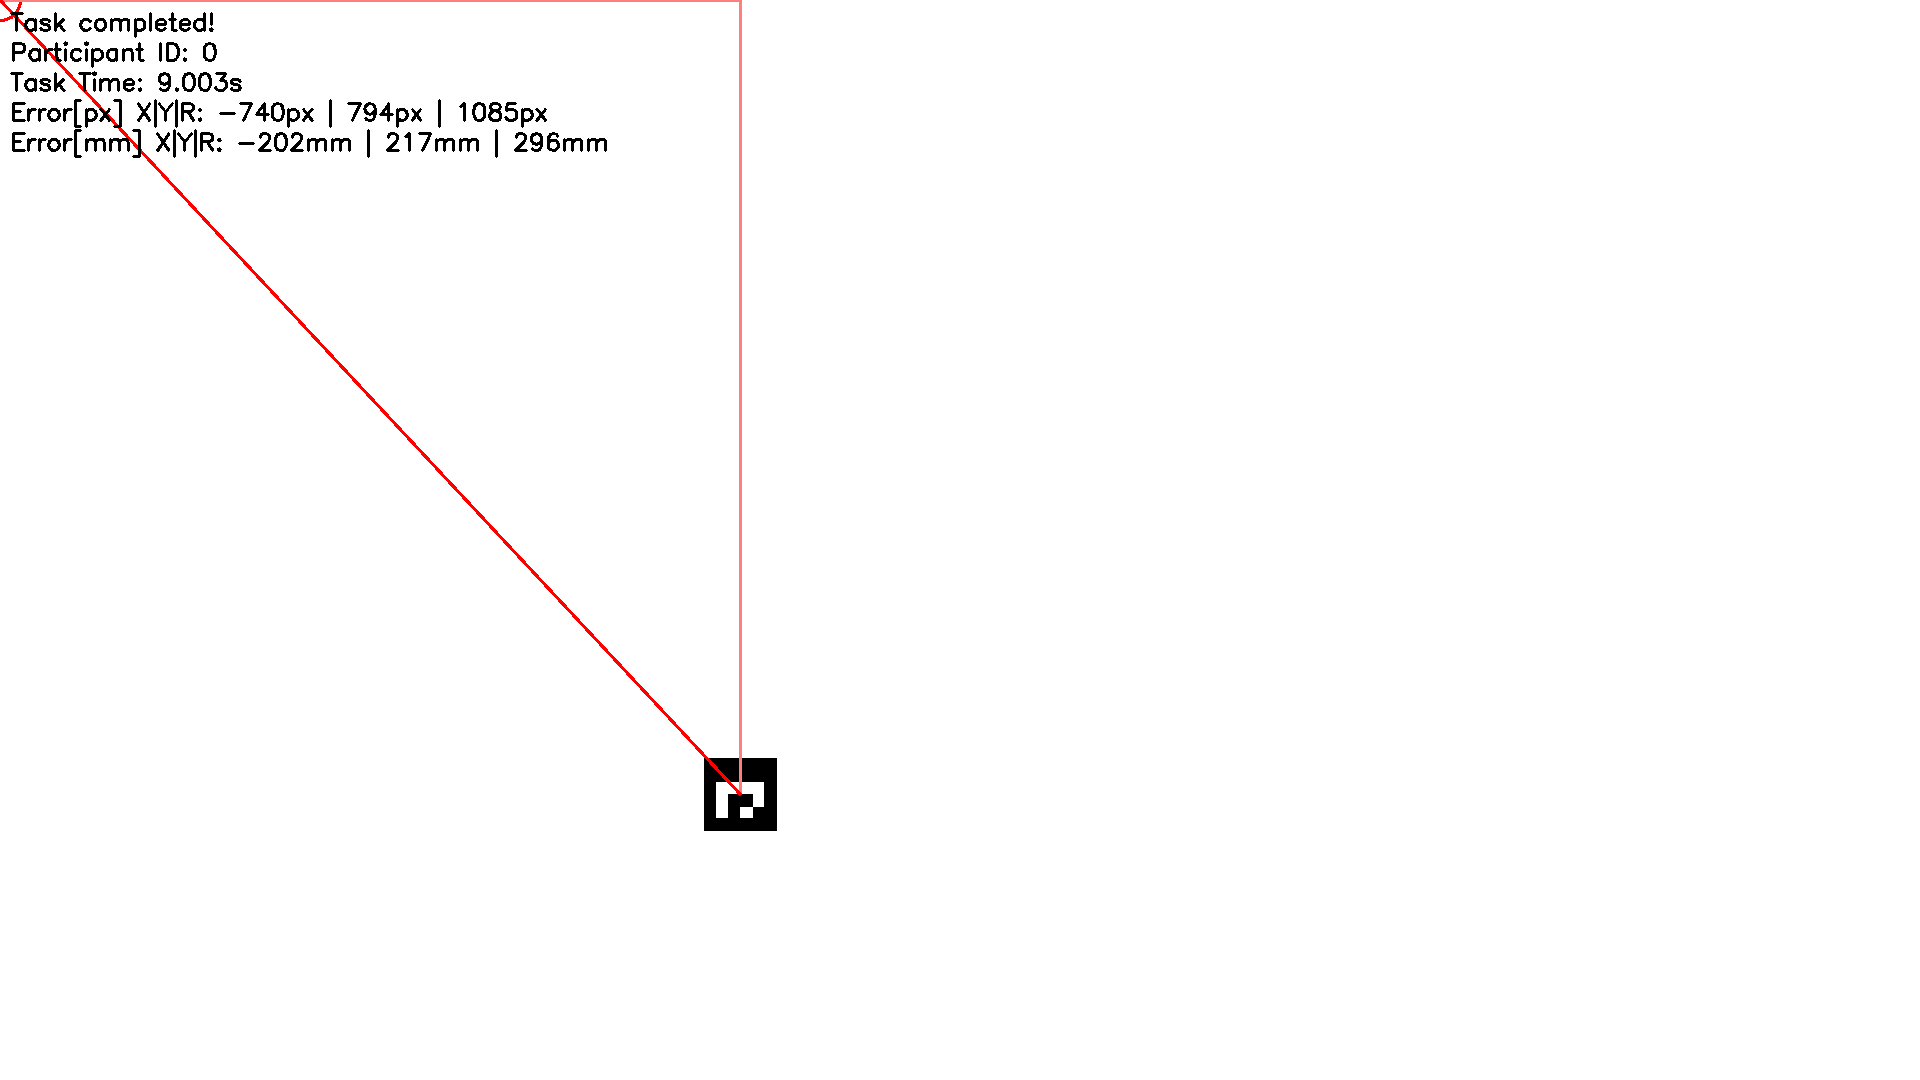 Task completed!
Participant ID: 0
Task Time: 9.003s
Error[px] X|Y|R: -740px | 794px | 1085px
Error[mm] X|Y|R: -202mm | 217mm | 296mm